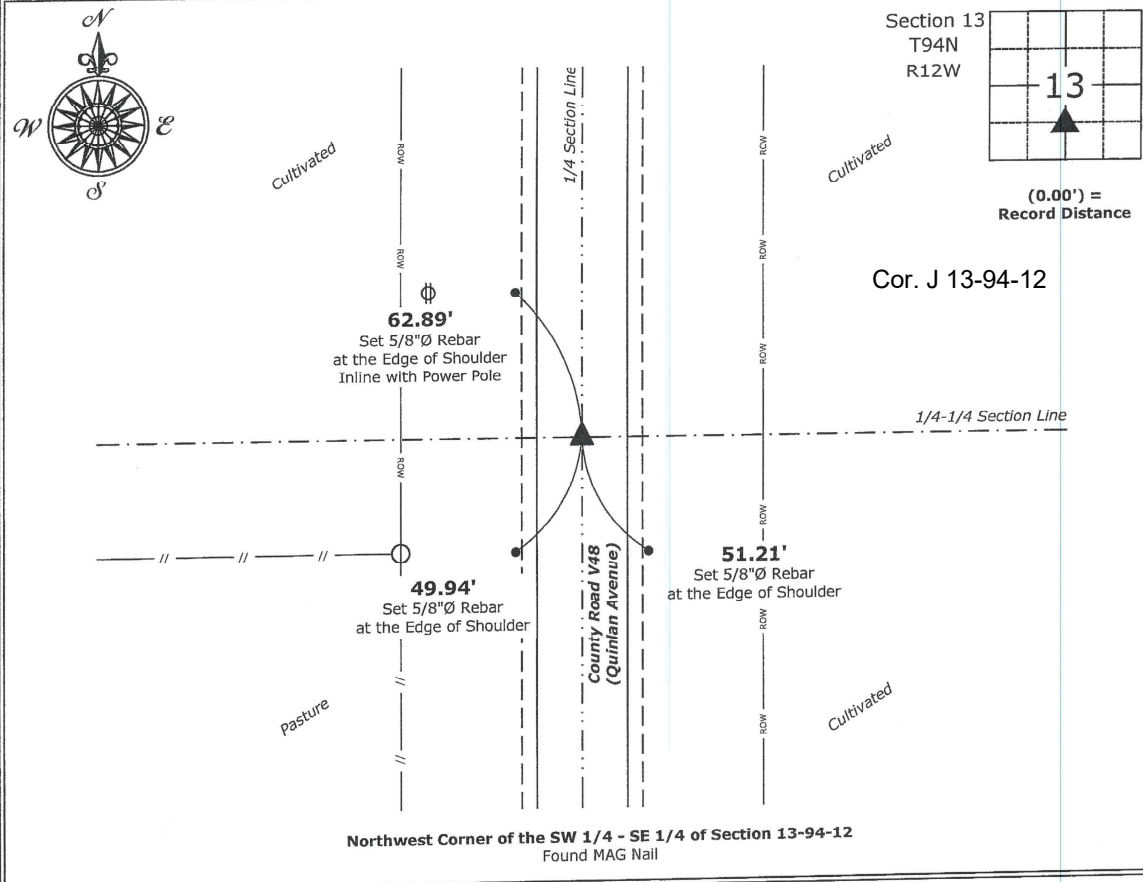 N
W
E
S
Section 13
T94N
R12W
13
(0.00') =
Record Distance
Cor. J 13-94-12
Cultivated
ROW
1/4 Section Line
ROW
Cultivated
ROW
ROW
62.89'
Set 5/8"Ø Rebar
at the Edge of Shoulder
Inline with Power Pole
ROW
1/4-1/4 Section Line
ROW
ROW
49.94'
Set 5/8"Ø Rebar
at the Edge of Shoulder
County Road V48
(Quinlan Avenue)
51.21'
Set 5/8"Ø Rebar
at the Edge of Shoulder
ROW
Pasture
Cultivated
ROW
Northwest Corner of the SW 1/4 - SE 1/4 of Section 13-94-12
Found MAG Nail